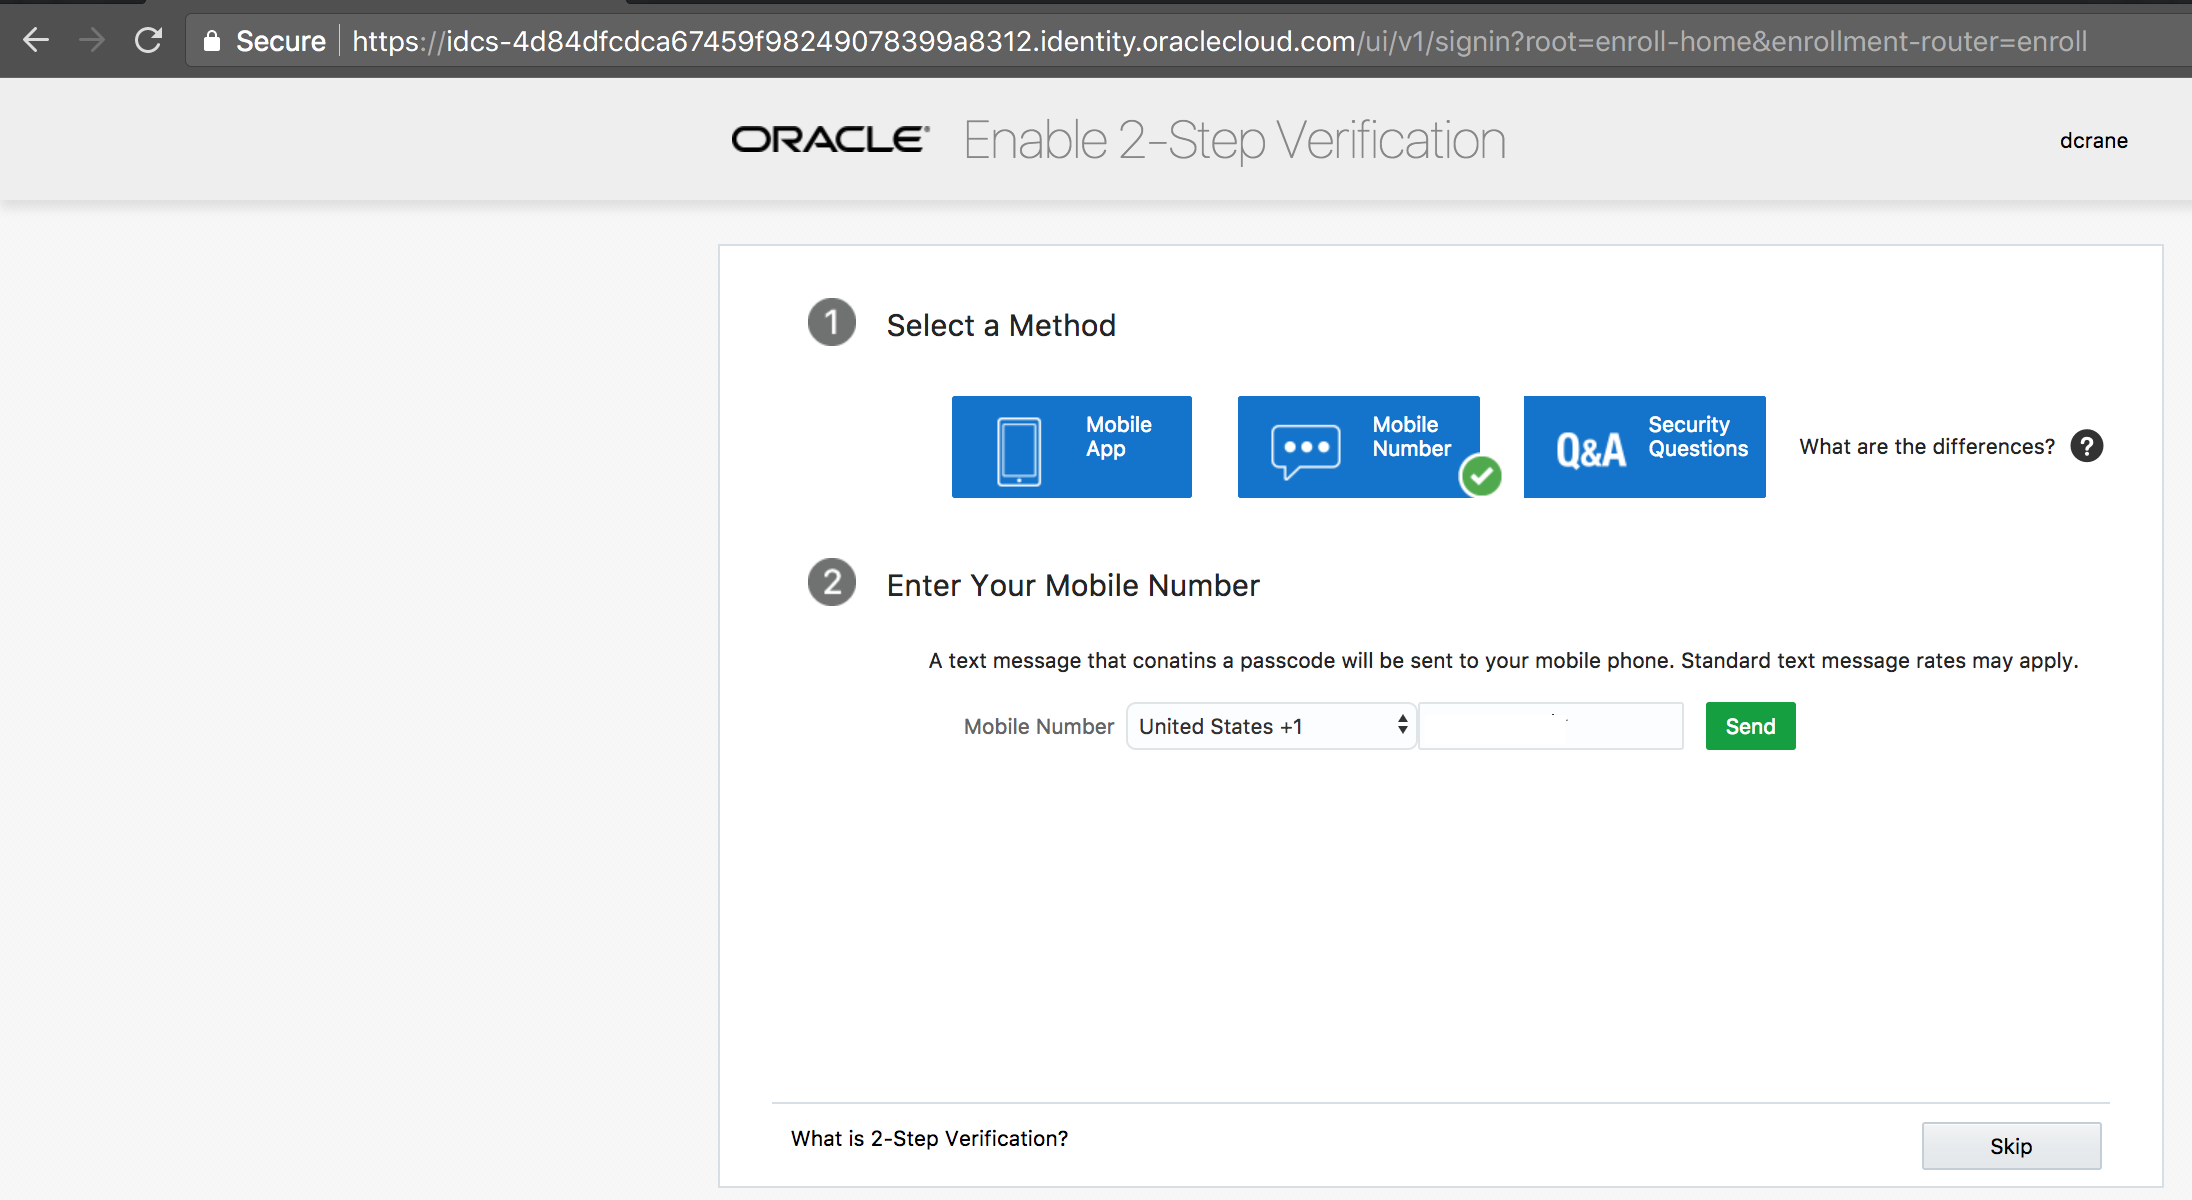 Secure https://idcs-4d84dfcdca67459f98249078399a8312.identity.oraclecloud.com/ui/v1/signin?root=enroll-home&enrollment-router=enroll
ORACLE® Enable 2-Step Verification
dcrane
1 Select a Method
Mobile
App
Mobile
Number
Q&A
Security
Questions
What are the differences? ?
2 Enter Your Mobile Number
A text message that conatins a passcode will be sent to your mobile phone. Standard text message rates may apply.
Mobile Number United States +1 Send
What is 2-Step Verification?
Skip